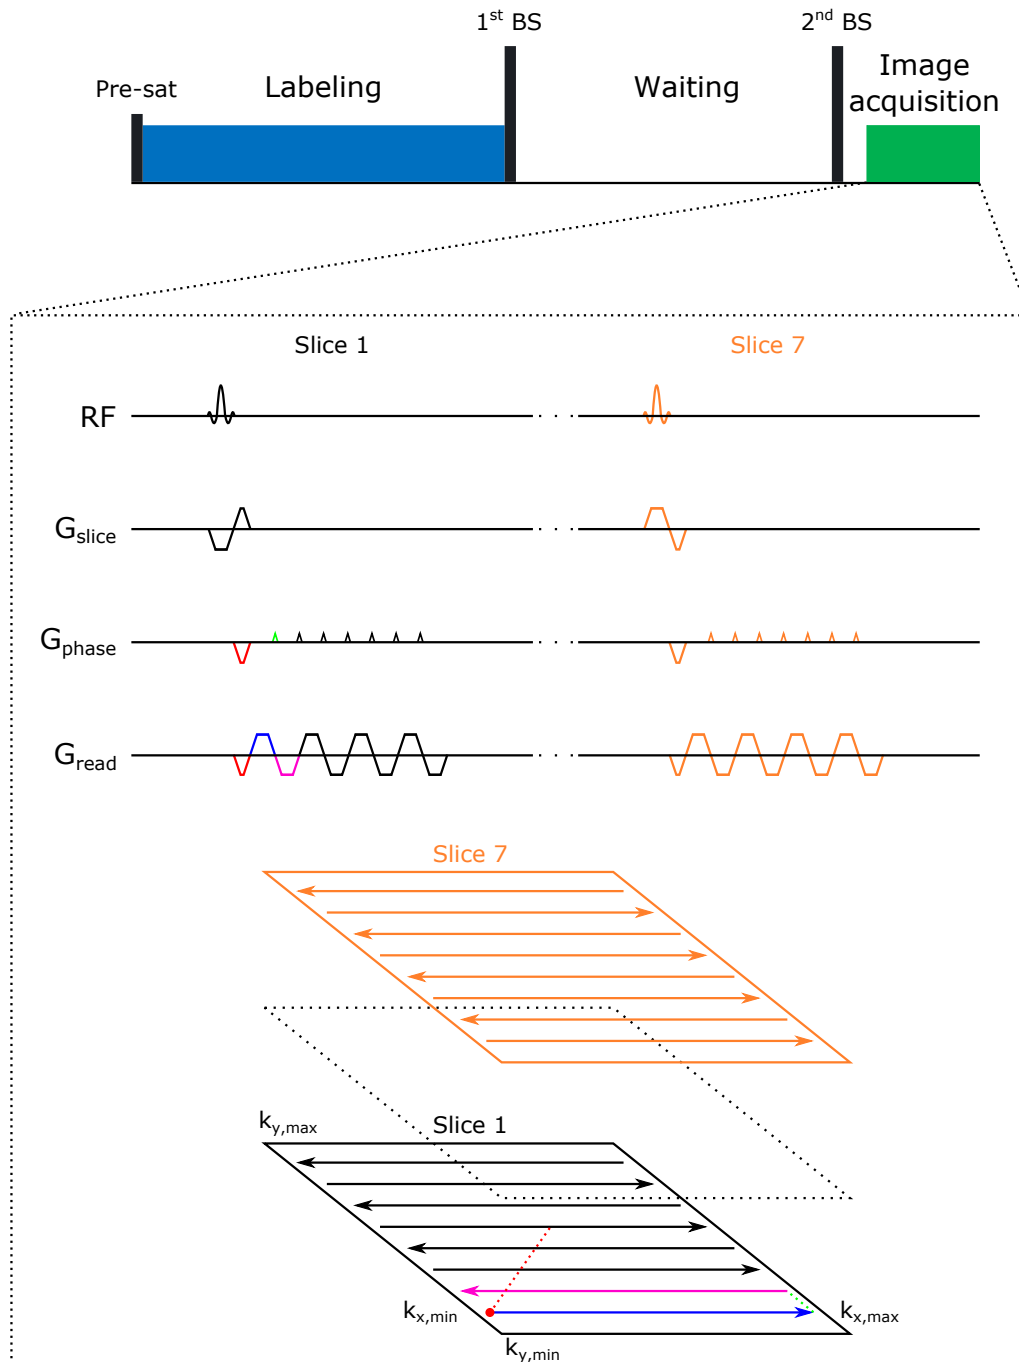 1st BS
2nd BS
Pre-sat
Labeling
Waiting
Image
acquisition
Slice 1
Slice 7
RF
. . .
Gslice
. . .
Gphase
. . .
Gread
. . .
Slice 7
ky,max
Slice 1
kx,min
kx,max
ky,min